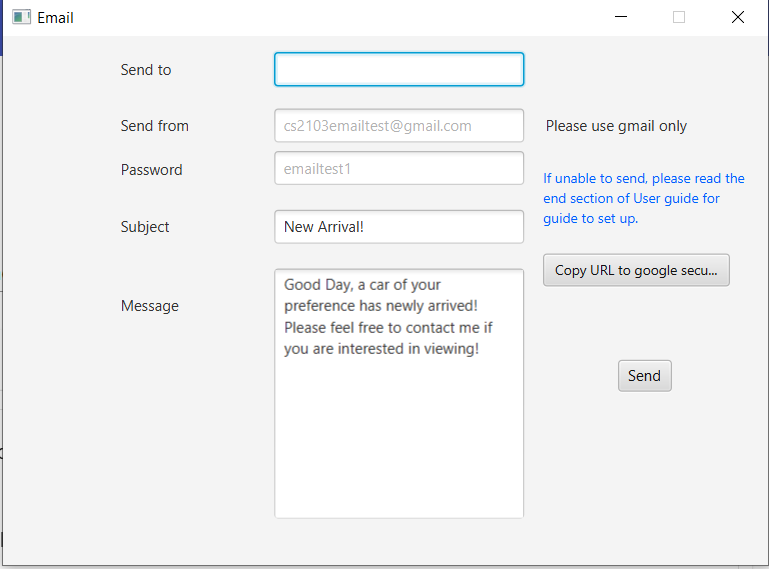 Email
Send to
Send from
cs2103emailtest@gmail.com
Please use gmail only
Password
emailtest1
If unable to send, please read the
end section of User guide for
guide to set up.
Subject
New Arrival!
Copy URL to google secu...
Message
Good Day, a car of your
preference has newly arrived!
Please feel free to contact me if
you are interested in viewing!
Send